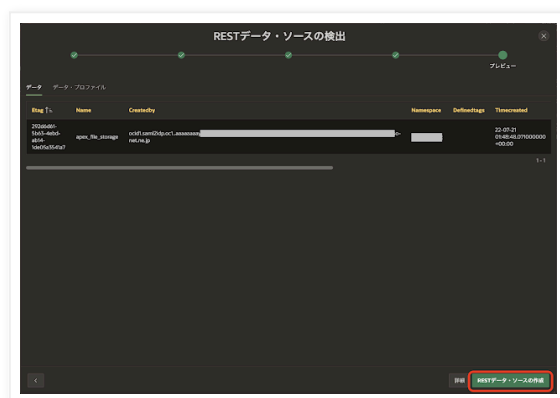 RESTデータ・ソースの検出
プレビュー
データ データ・プロファイル
Etag Name Createdby Namespace Definedtags Timecreated
apex_file_storage
net.ne.jp
22-07-21
01:48:48.071000000
+00:00
1-1
詳細 RESTデータ・ソースの作成